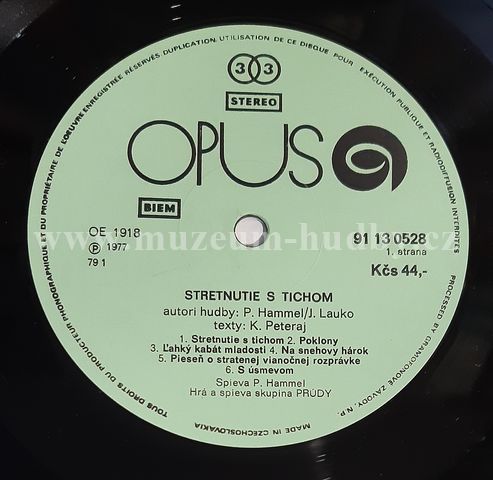 TOUS DROITS DU PRODUCTEUR PHONOGRAPHIQUE ET DU PROPRIÉTAIRE DE L'OEUVRE ENREGISTRÉE RÉSERVÉS. DUPLICATION, UTILISATION DE CE DISQUE POUR EXÉCUTION PUBLIQUE ET RADIODIFFUSION INTERDITES
33
STEREO
OPUS
BIEM
OE 1918
Ⓟ 1977
79 1
91 13 0528
1. strana
Kčs 44,-
www.muzeum-hudby.cz
STRETNUTIE S TICHOM
autori hudby: P. Hammel/J. Lauko
texty: K. Peteraj
1. Stretnutie s tichom 2. Poklony
3. Ľahký kabát mladosti 4. Na snehovy hárok
5. Pieseň o stratenej vianočnej rozprávke
6. S úsmevom
Spieva P. Hammel
Hrá a spieva skupina PRÚDY
MADE IN CZECHOSLOVAKIA
PRESSED BY GRAMOFONOVÉ ZÁVODY, N.P.